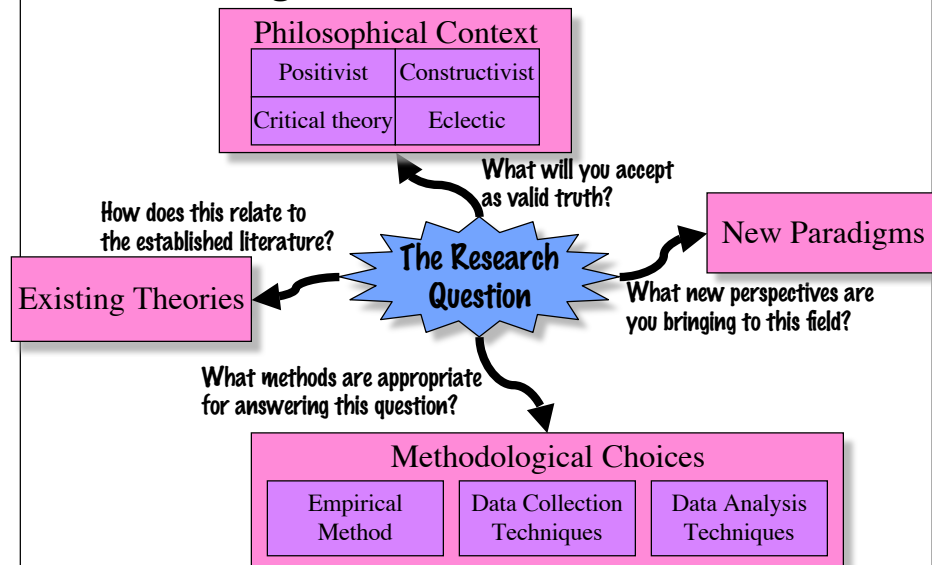 Philosophical Context
Positivist
Constructivist
Critical theory
Eclectic
What will you accept
as valid truth?
How does this relate to
the established literature?
New Paradigms
The Research
Question
Existing Theories
What new perspectives are
you bringing to this field?
What methods are appropriate
for answering this question?
Methodological Choices
Empirical
Method
Data Collection
Techniques
Data Analysis
Techniques